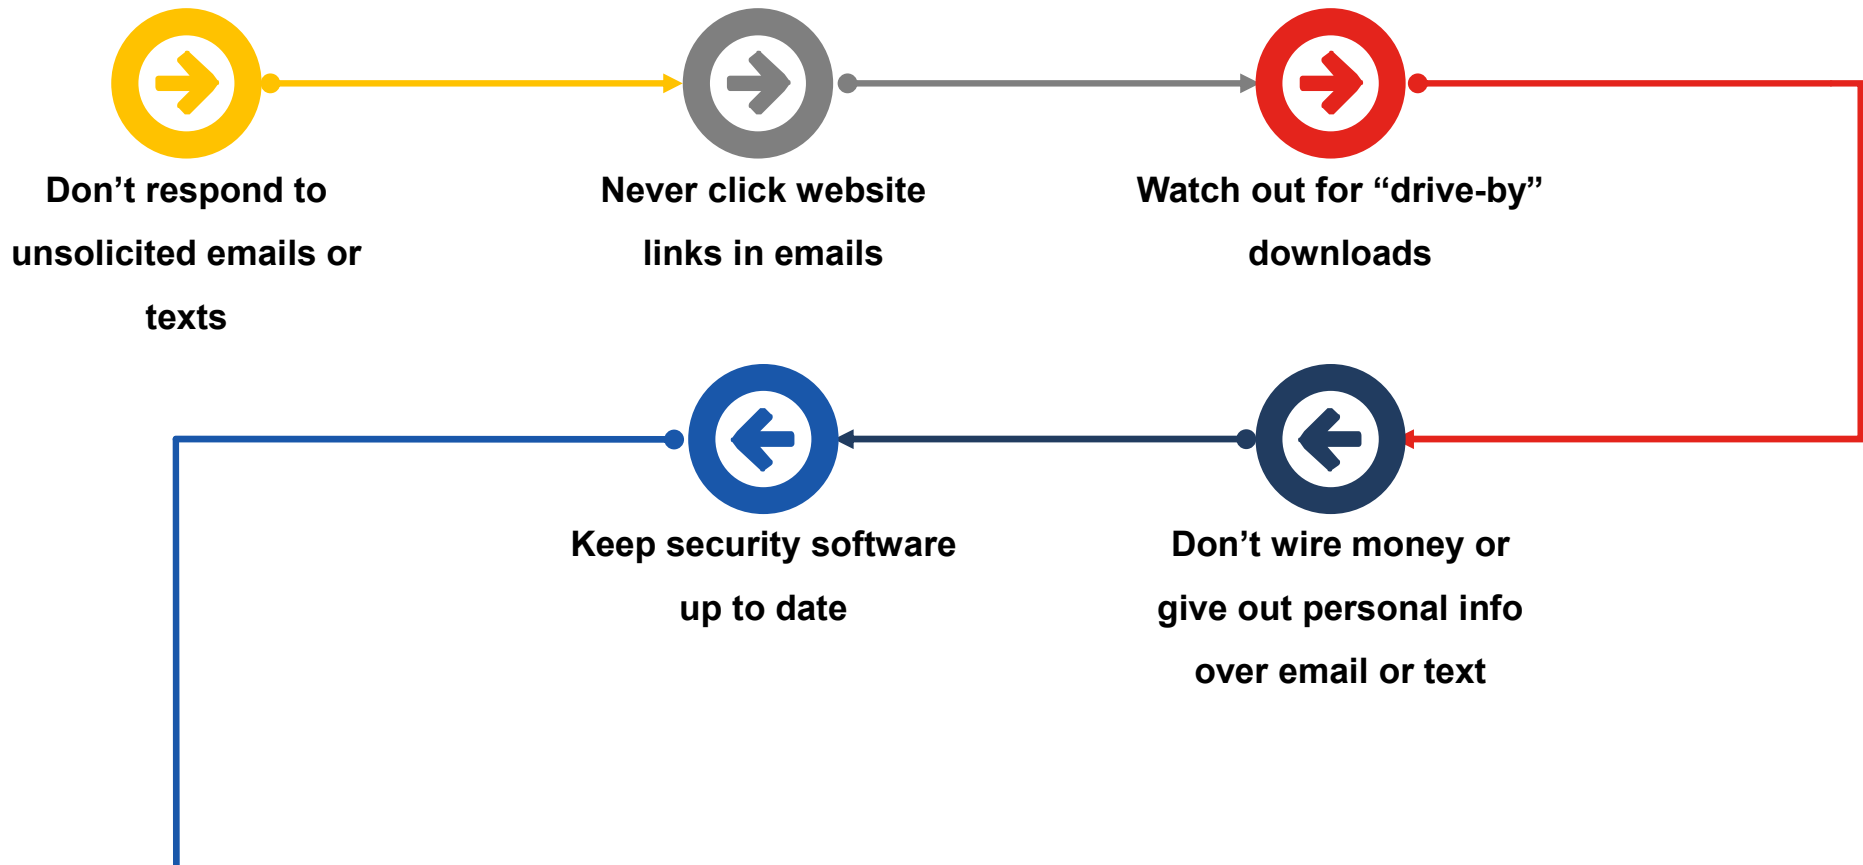 Don’t respond to
unsolicited emails or
texts
Never click website
links in emails
Watch out for “drive-by”
downloads
Keep security software
up to date
Don’t wire money or
give out personal info
over email or text